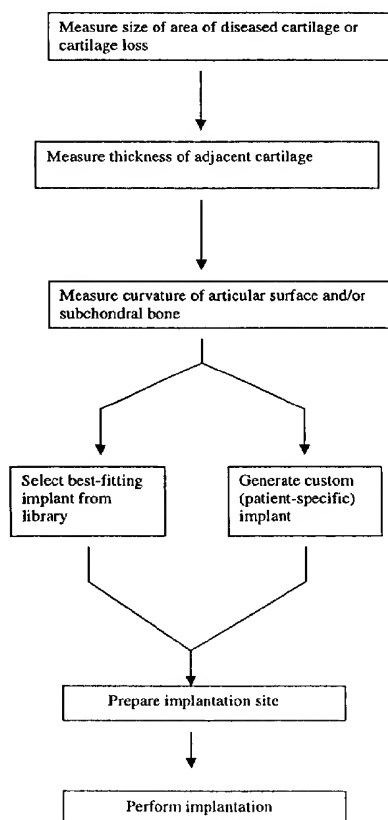 Measure size of area of diseased cartilage or
cartilage loss
Measure thickness of adjacent cartilage
Measure curvature of articular surface and/or
subchondral bone
Select best-fitting
implant from
library
Generate custom
(patient-specific)
implant
Prepare implantation site
Perform implantation